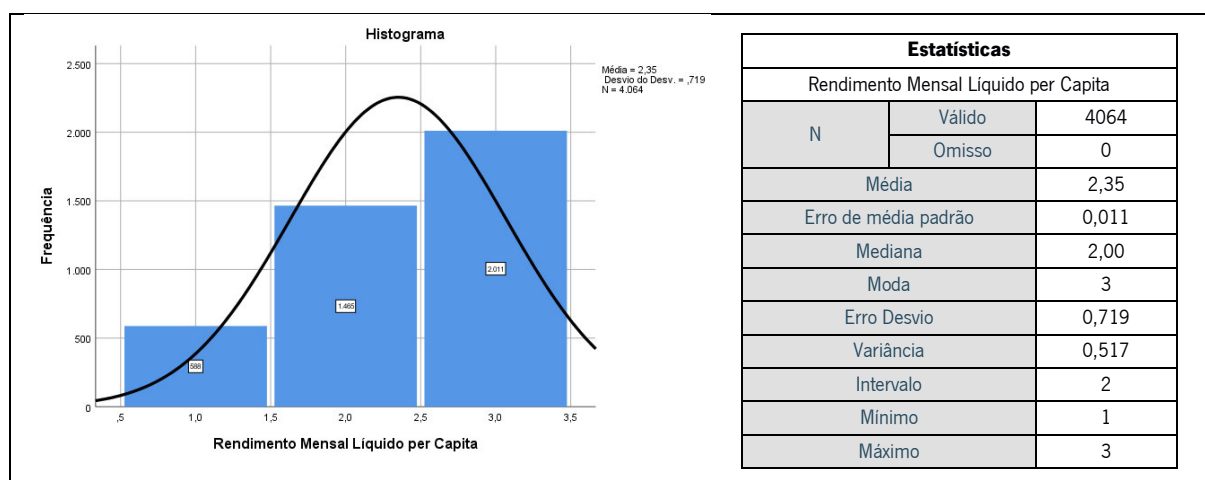 Histograma
Média = 2,35
Desvio do Desv. = ,719
N = 4.064
Frequência
2.500
2.000
1.500
1.000
500
0
588
1.465
2.011
,5 1,0 1,5 2,0 2,5 3,0 3,5
Rendimento Mensal Líquido per Capita
Estatísticas
Rendimento Mensal Líquido per Capita
N Válido 4064
Omisso 0
Média 2,35
Erro de média padrão 0,011
Mediana 2,00
Moda 3
Erro Desvio 0,719
Variância 0,517
Intervalo 2
Mínimo 1
Máximo 3